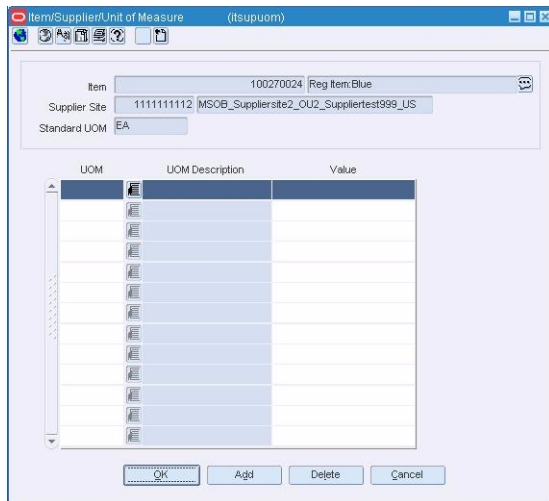 Item/Supplier/Unit of Measure (itsupuom)
Item 100270024 Reg Item:Blue
Supplier Site 1111111112 MSOB_Suppliersite2_OU2_Suppliertest999_US
Standard UOM EA
UOM UOM Description Value
OK Add Delete Cancel